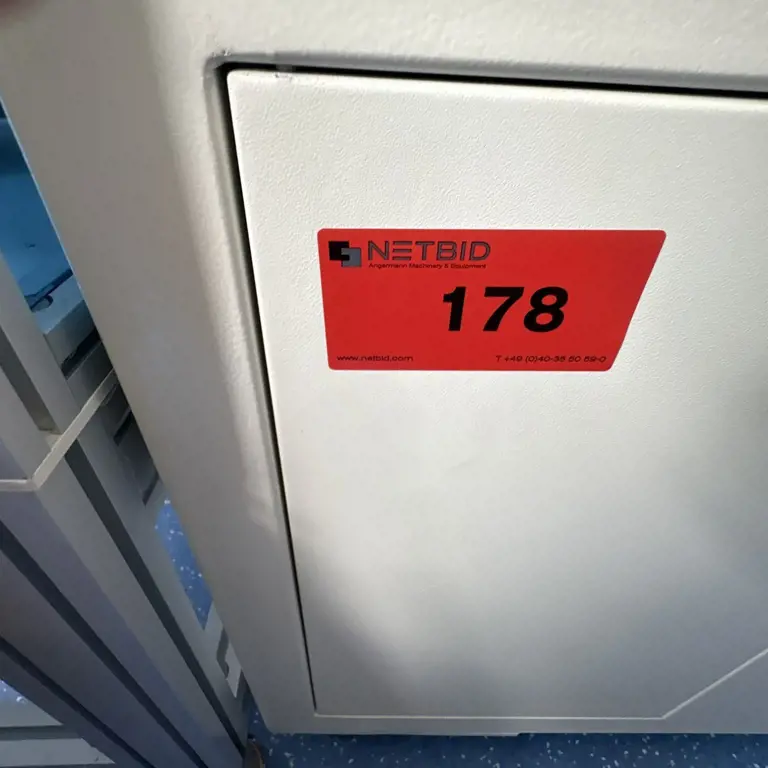 NETBID
Angermann Machinery & Equipment
178
www.netbid.com
T +49 (0)40-35 50 59-0